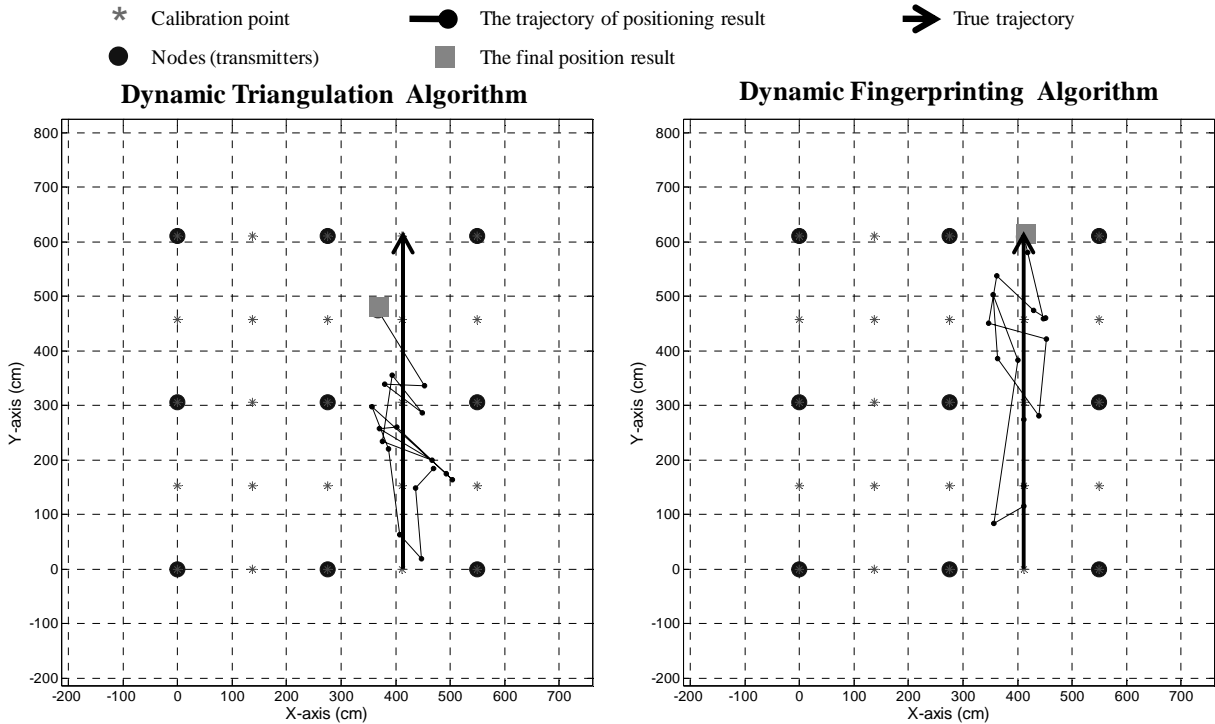 * Calibration point
The trajectory of positioning result
True trajectory
Nodes (transmitters)
The final position result
Dynamic Triangulation Algorithm
Dynamic Fingerprinting Algorithm
800
700
600
500
400
300
200
100
0
-100
-200
Y-axis (cm)
-200 -100 0 100 200 300 400 500 600 700
X-axis (cm)
800
700
600
500
400
300
200
100
0
-100
-200
Y-axis (cm)
-200 -100 0 100 200 300 400 500 600 700
X-axis (cm)